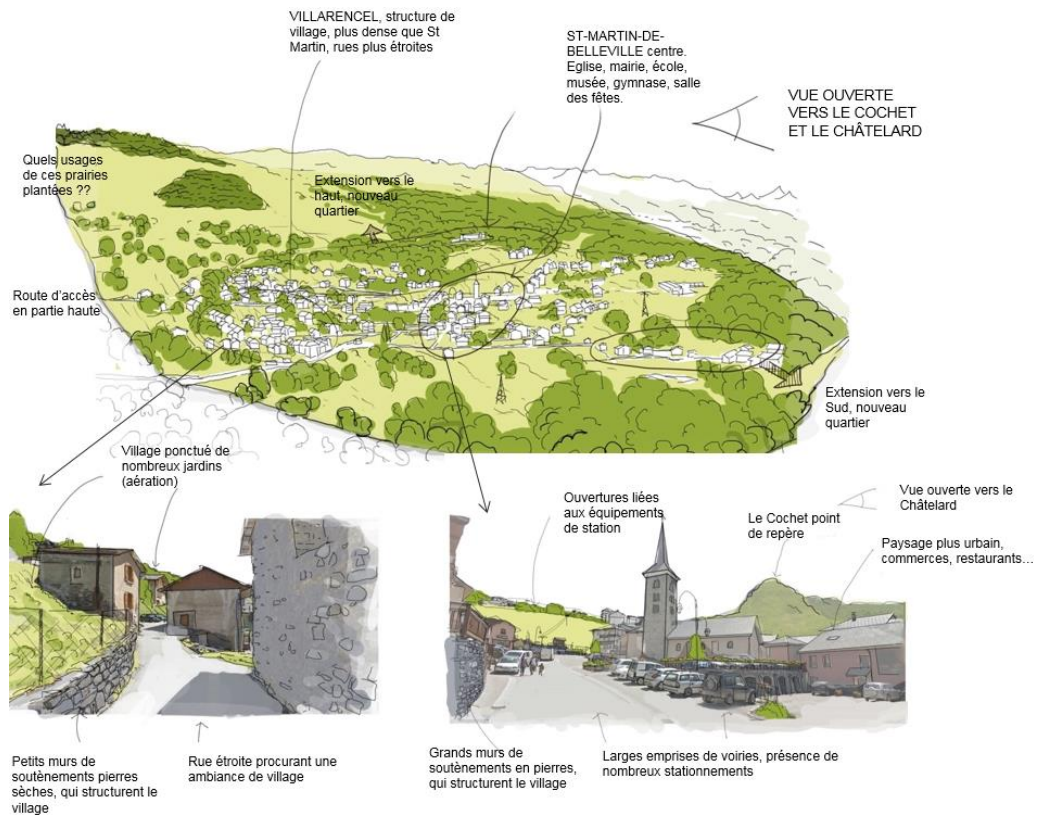 VILLARENCEL, structure de
village, plus dense que St
Martin, rues plus étroites
ST-MARTIN-DE-
BELLEVILLE centre.
Eglise, mairie, école,
musée, gymnase, salle
des fêtes.
VUE OUVERTE
VERS LE COCHET
ET LE CHÂTELARD
Quels usages
de ces prairies
plantées ??
Extension vers le
haut, nouveau
quartier
Route d'accès
en partie haute
Extension vers le
Sud, nouveau
quartier
Village ponctué de
nombreux jardins
(aération)
Ouvertures liées
aux équipements
de station
Le Cochet point
de repère
Vue ouverte vers le
Châtelard
Paysage plus urbain,
commerces, restaurants…
Petits murs de
soutènements pierres
sèches, qui structurent le
village
Rue étroite procurant une
ambiance de village
Grands murs de
soutènements en pierres,
qui structurent le village
Larges emprises de voiries, présence de
nombreux stationnements